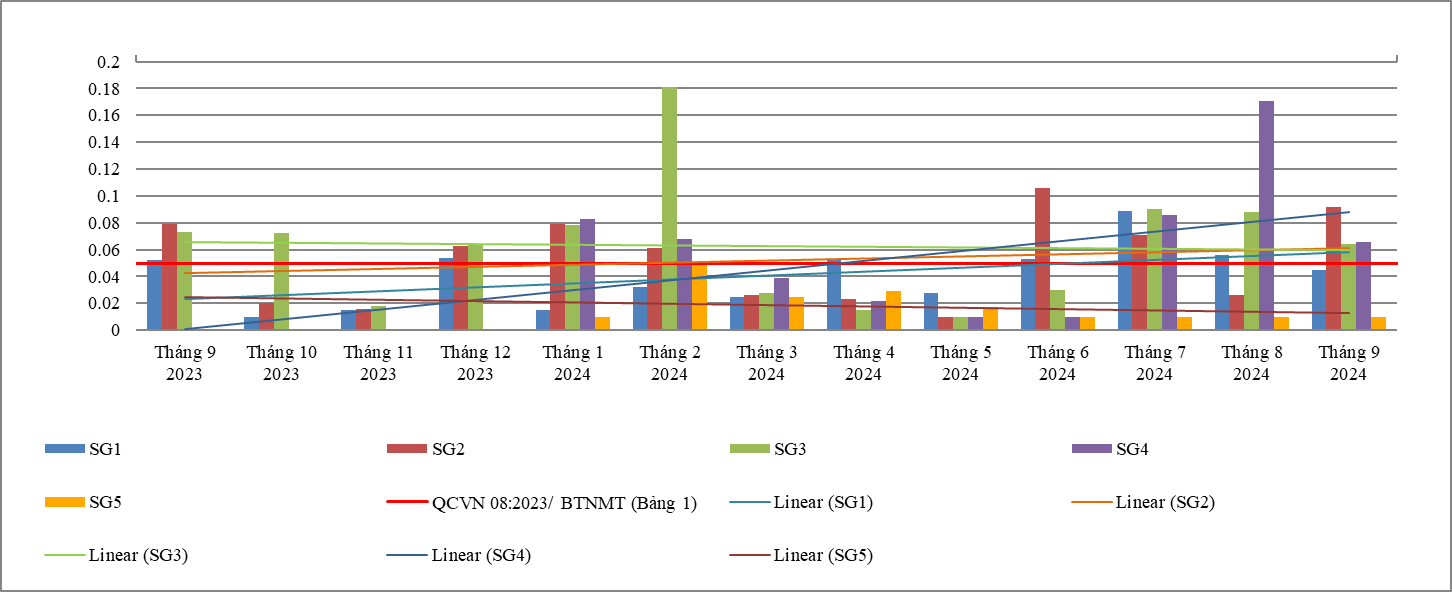 0.2
0.18
0.16
0.14
0.12
0.1
0.08
0.06
0.04
0.02
0
Tháng 9 Tháng 10 Tháng 11 Tháng 12 Tháng 1 Tháng 2 Tháng 3 Tháng 4 Tháng 5 Tháng 6 Tháng 7 Tháng 8 Tháng 9
2023 2023 2023 2023 2024 2024 2024 2024 2024 2024 2024 2024 2024
SG1 SG2 SG3 SG4
SG5 QCVN 08:2023/ BTNMT (Bảng 1) Linear (SG1) Linear (SG2)
Linear (SG3) Linear (SG4) Linear (SG5)